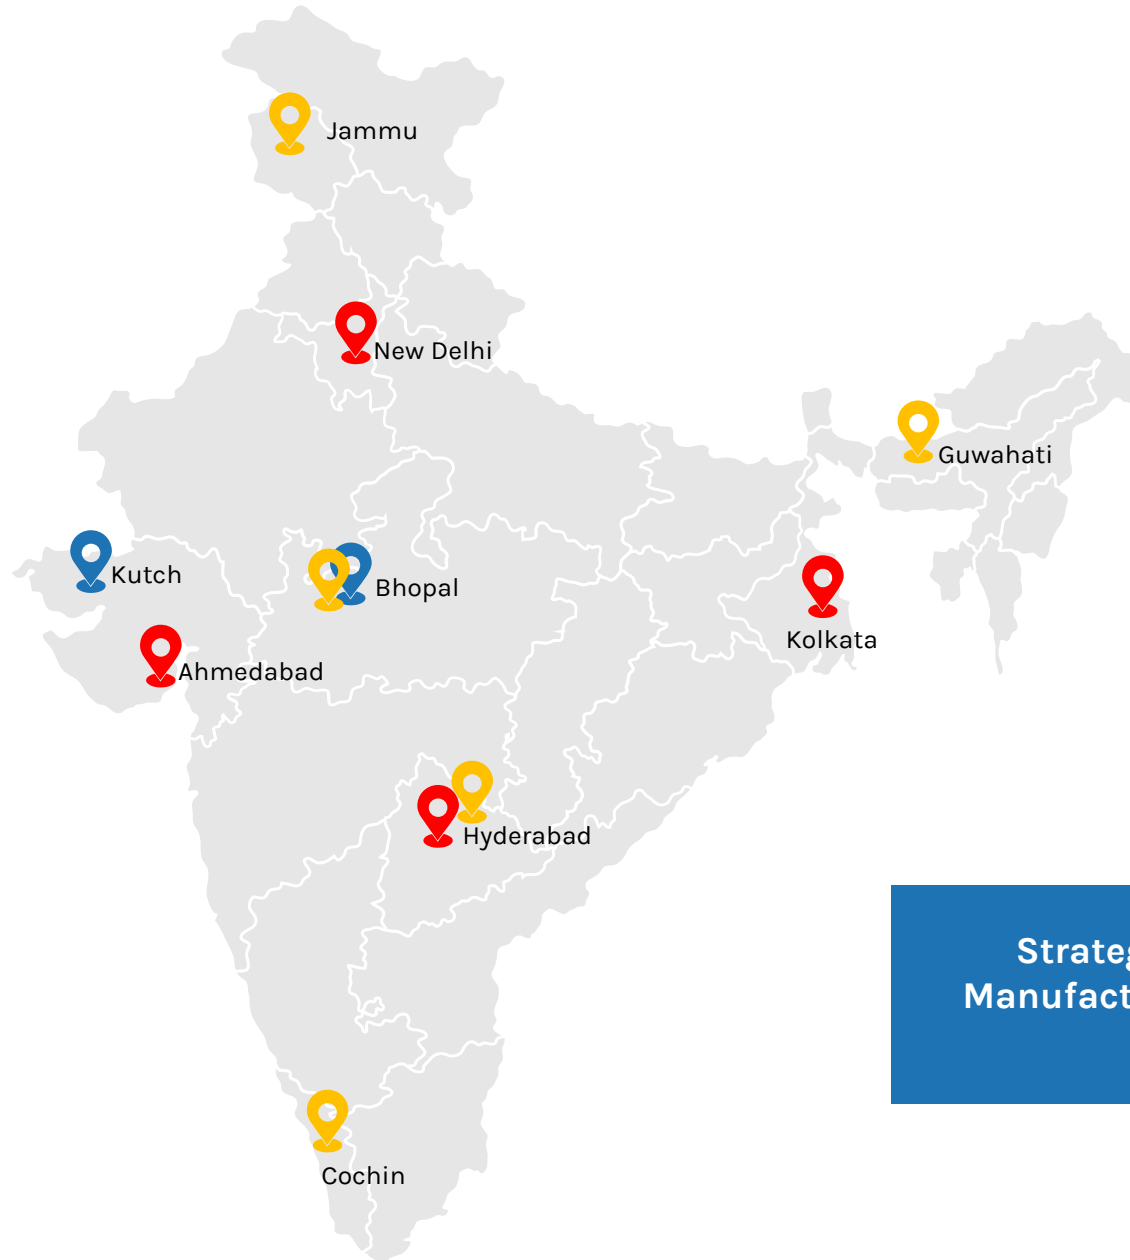 Jammu
New Delhi
Guwahati
Kutch
Bhopal
Kolkata
Ahmedabad
Hyderabad
Cochin